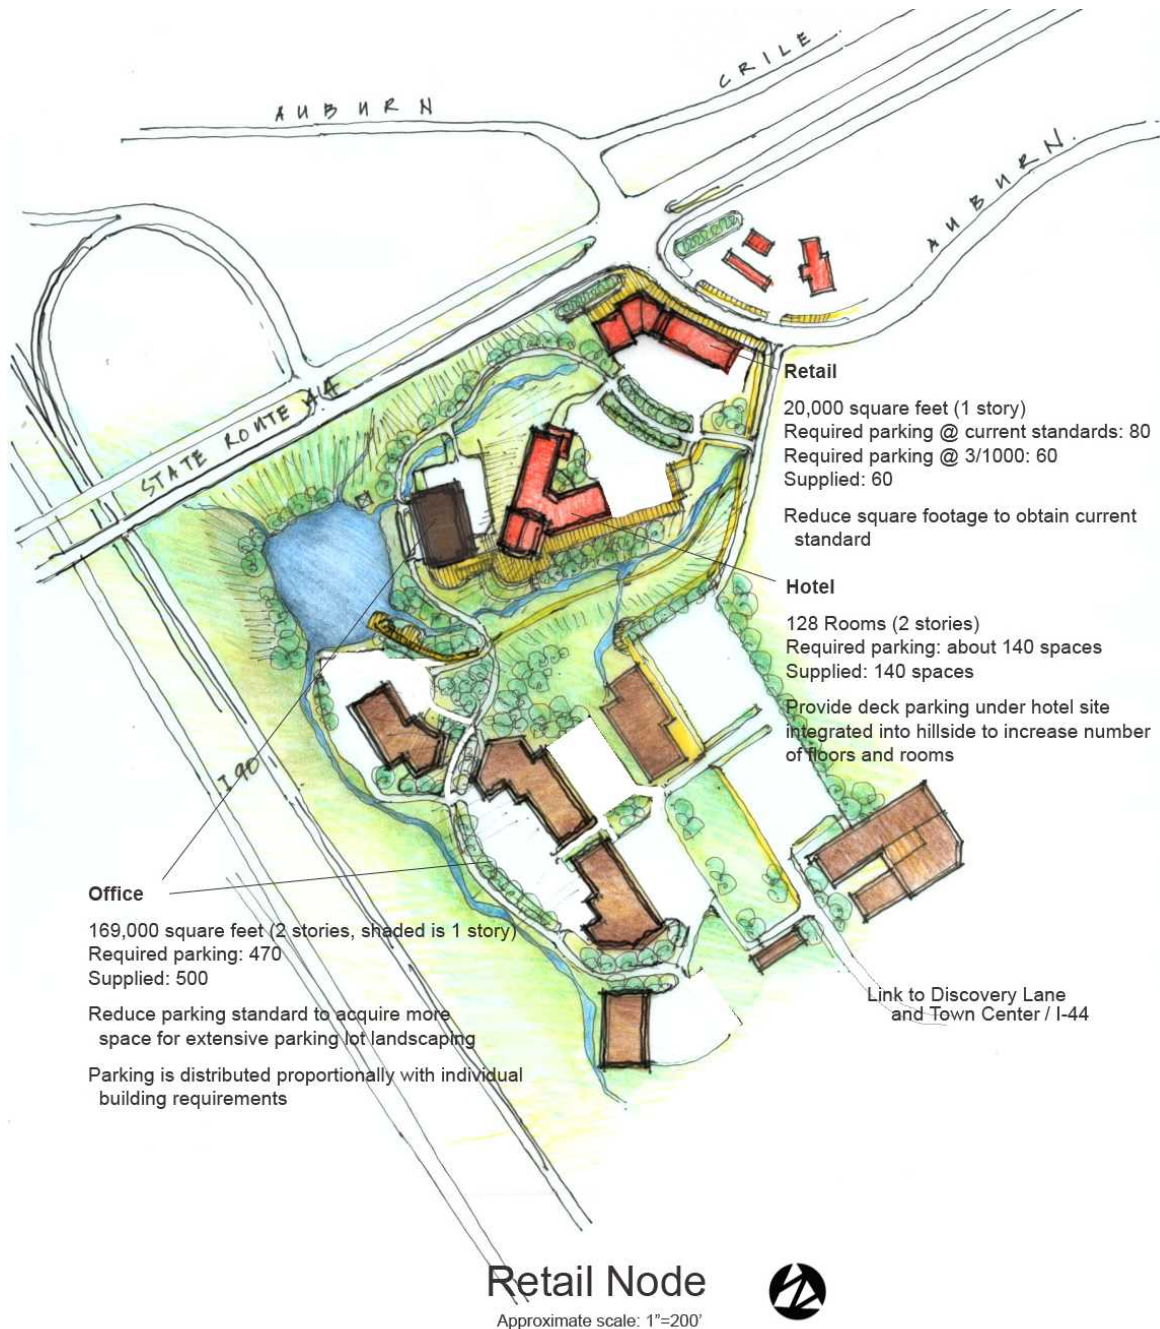 AUBURN
CRILE
AUBURN.
STATE ROUTE 44
I 90
Retail
20,000 square feet (1 story)
Required parking @ current standards: 80
Required parking @ 3/1000: 60
Supplied: 60
Reduce square footage to obtain current
standard
Hotel
128 Rooms (2 stories)
Required parking: about 140 spaces
Supplied: 140 spaces
Provide deck parking under hotel site
integrated into hillside to increase number
of floors and rooms
Office
169,000 square feet (2 stories, shaded is 1 story)
Required parking: 470
Supplied: 500
Reduce parking standard to acquire more
space for extensive parking lot landscaping
Parking is distributed proportionally with individual
building requirements
Link to Discovery Lane
and Town Center / I-44
Retail Node
Approximate scale: 1"=200'